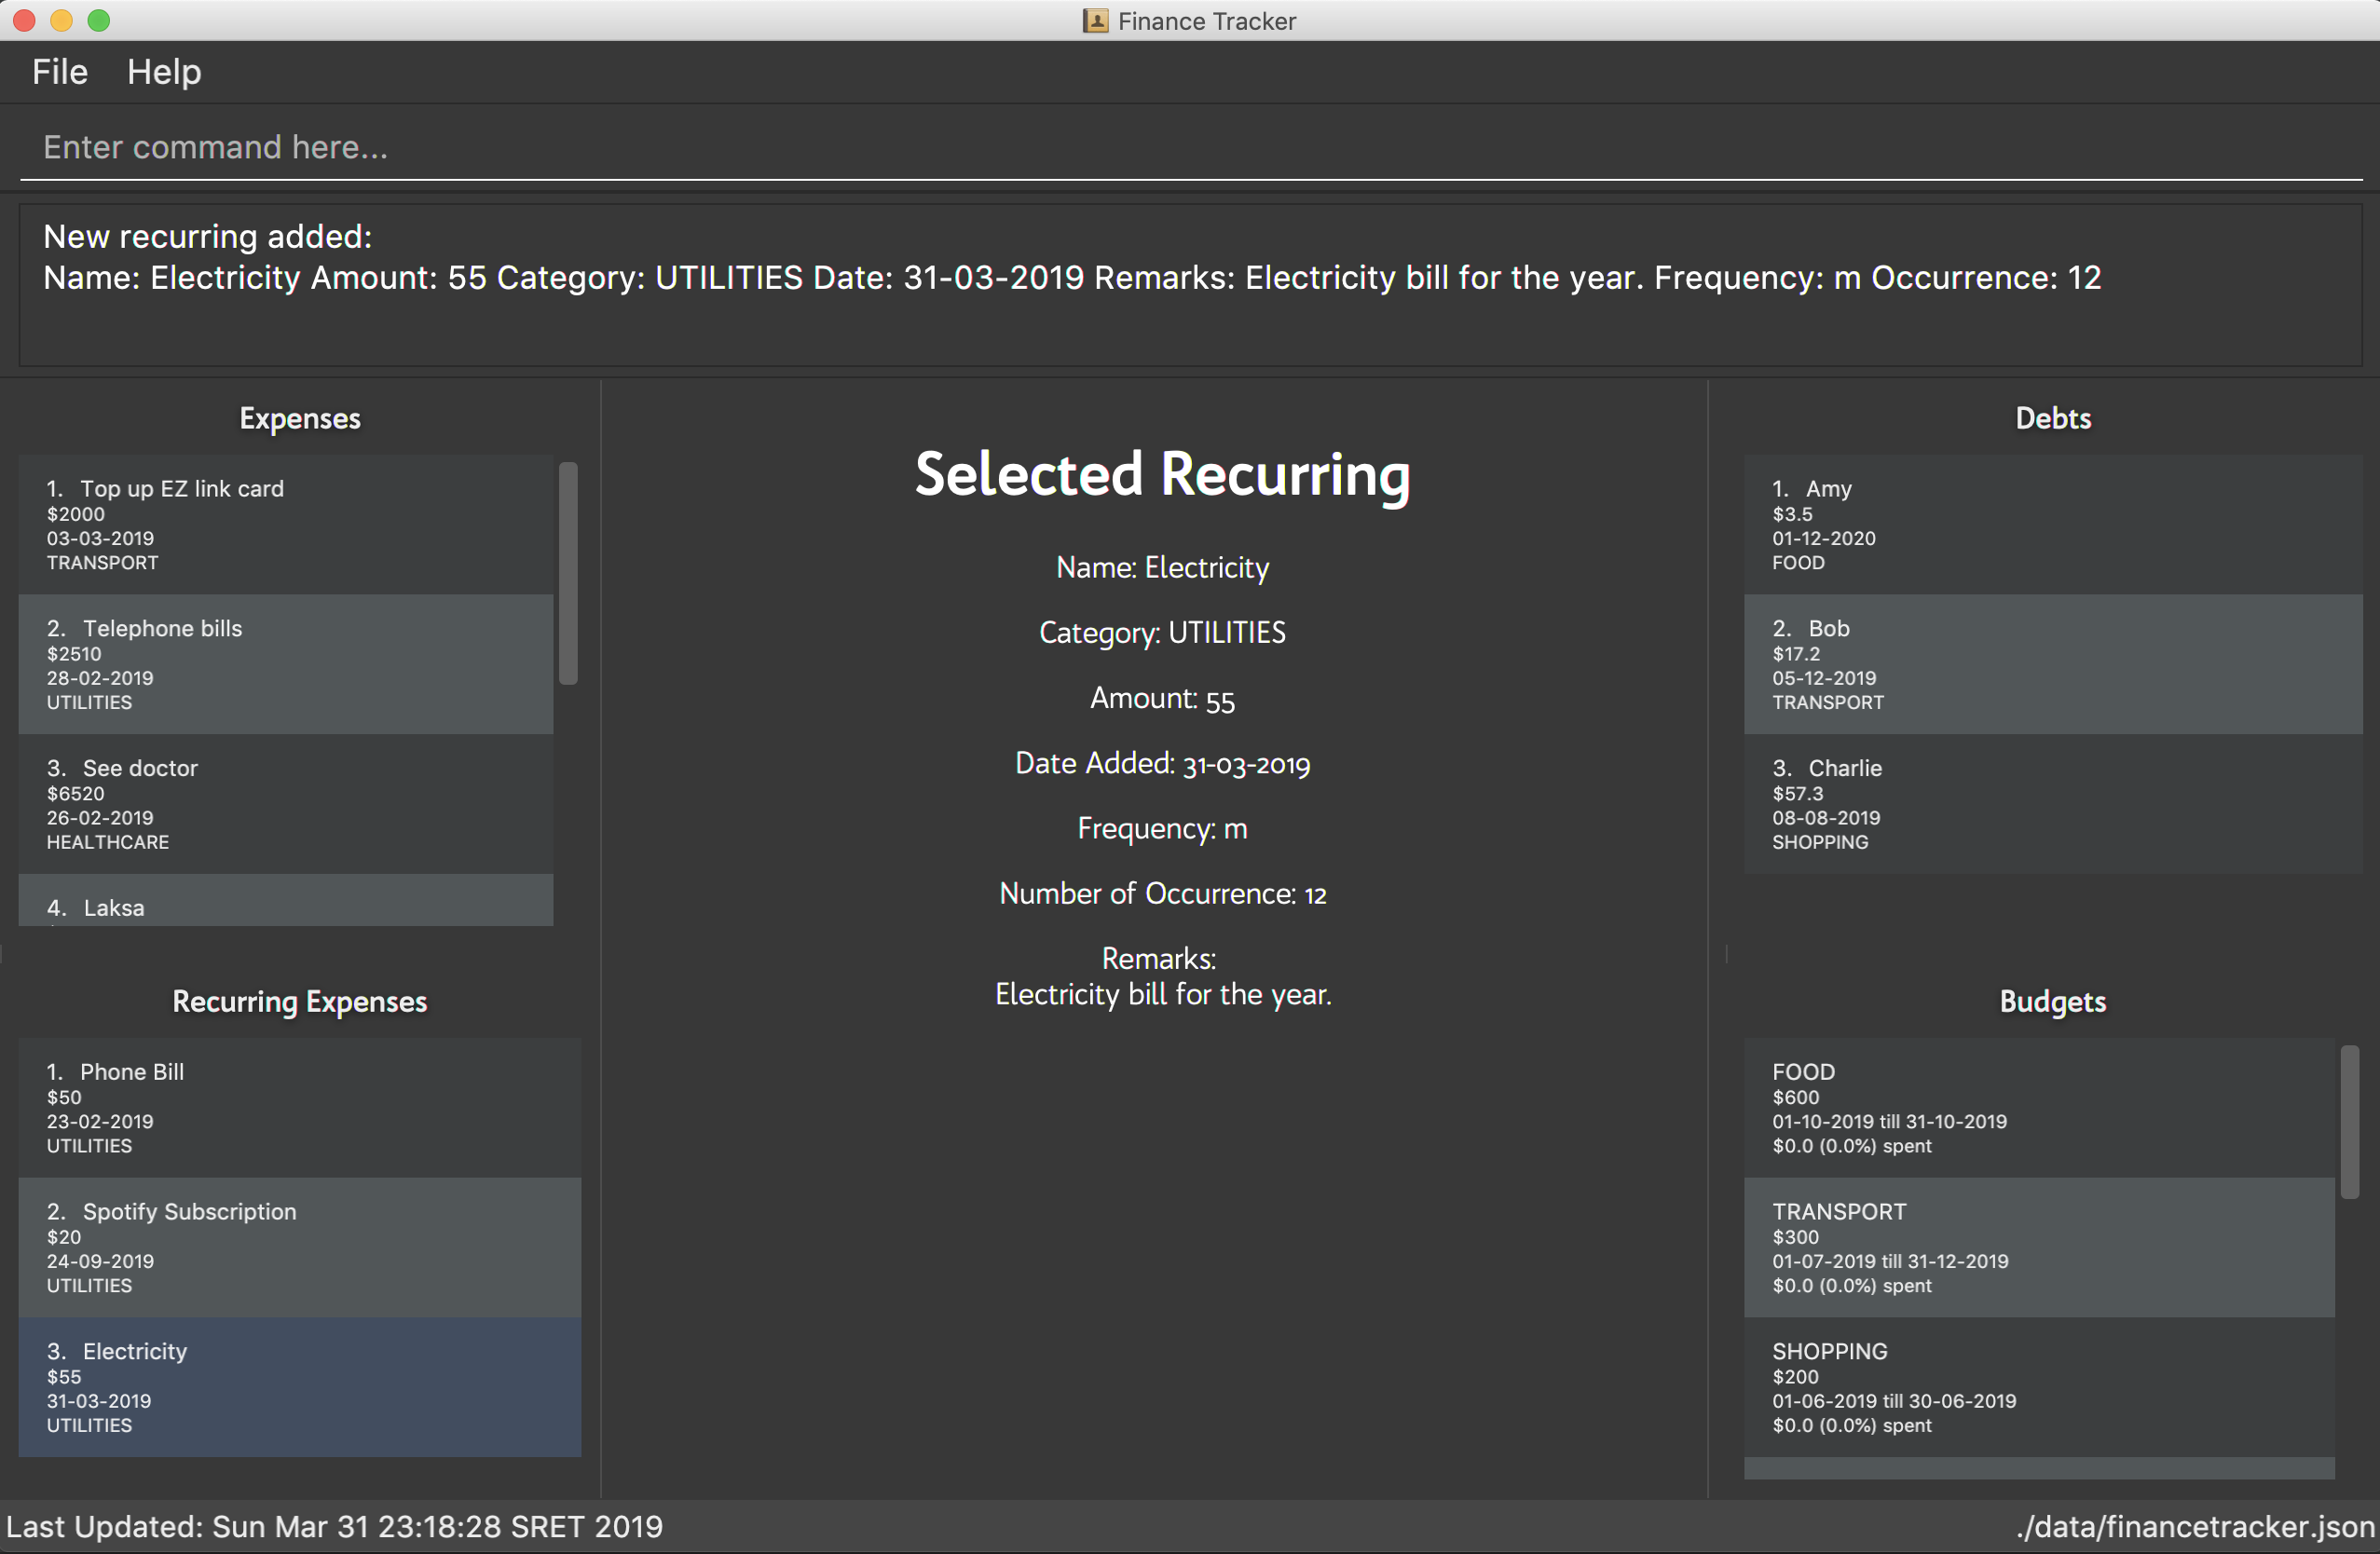 Finance Tracker
File Help
Enter command here...
New recurring added:
Name: Electricity Amount: 55 Category: UTILITIES Date: 31-03-2019 Remarks: Electricity bill for the year. Frequency: m Occurrence: 12
Expenses
1. Top up EZ link card
$2000
03-03-2019
TRANSPORT
2. Telephone bills
$2510
28-02-2019
UTILITIES
3. See doctor
$6520
26-02-2019
HEALTHCARE
4. Laksa
Recurring Expenses
1. Phone Bill
$50
23-02-2019
UTILITIES
2. Spotify Subscription
$20
24-09-2019
UTILITIES
3. Electricity
$55
31-03-2019
UTILITIES
Selected Recurring
Name: Electricity
Category: UTILITIES
Amount: 55
Date Added: 31-03-2019
Frequency: m
Number of Occurrence: 12
Remarks:
Electricity bill for the year.
Debts
1. Amy
$3.5
01-12-2020
FOOD
2. Bob
$17.2
05-12-2019
TRANSPORT
3. Charlie
$57.3
08-08-2019
SHOPPING
Budgets
FOOD
$600
01-10-2019 till 31-10-2019
$0.0 (0.0%) spent
TRANSPORT
$300
01-07-2019 till 31-12-2019
$0.0 (0.0%) spent
SHOPPING
$200
01-06-2019 till 30-06-2019
$0.0 (0.0%) spent
Last Updated: Sun Mar 31 23:18:28 SRET 2019
./data/financetracker.json